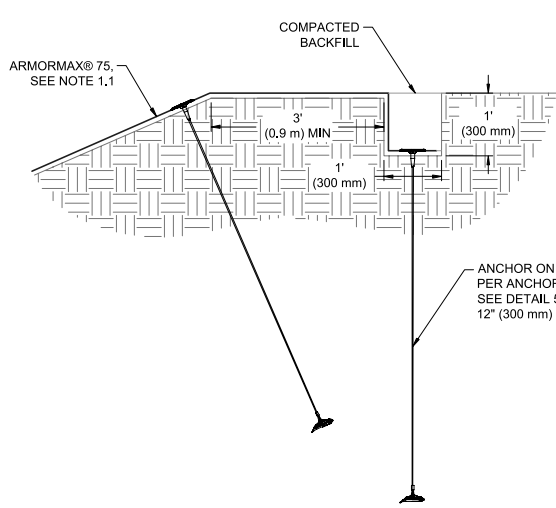 COMPACTED
BACKFILL
ARMORMAX® 75,
SEE NOTE 1.1
3'
(0.9 m) MIN
1'
(300 mm)
1'
(300 mm)
ANCHOR ON
PER ANCHOR
SEE DETAIL
12" (300 mm)